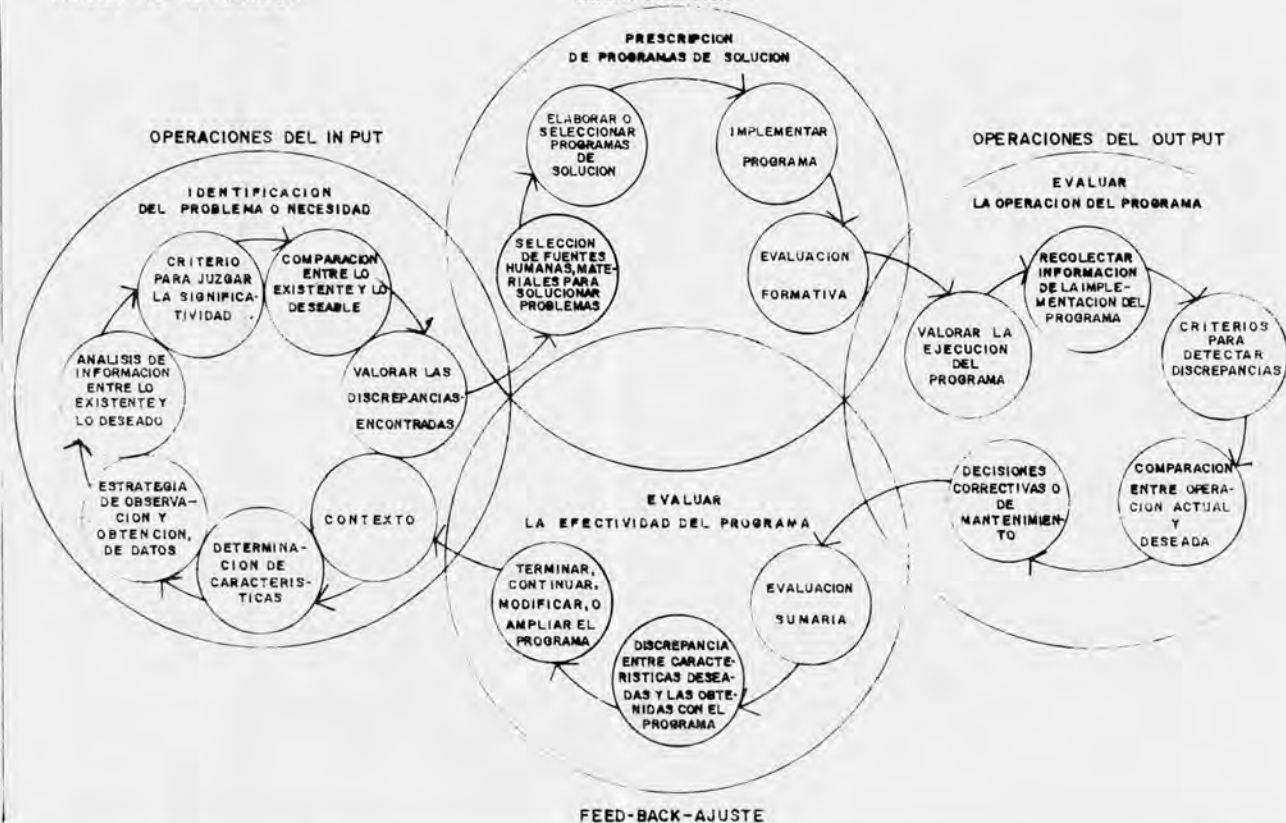 PRESCRIPCION
DE PROGRAMAS DE SOLUCION
ELABORAR O
SELECCIONAR
PROGRAMAS
DE
SOLUCION
IMPLEMENTAR
PROGRAMA
SELECCION
DE FUENTES
HUMANAS, MATE-
RIALES PARA
SOLUCIONAR
PROBLEMAS
EVALUACION
FORMATIVA
OPERACIONES DEL IN PUT
IDENTIFICACION
DEL PROBLEMA O NECESIDAD
CRITERIO
PARA JUZGAR
LA SIGNIFICA-
TIVIDAD
COMPARACION
ENTRE LO
EXISTENTE Y LO
DESEABLE
ANALISIS DE
INFORMACION
ENTRE LO
EXISTENTE Y
LO DESEADO
VALORAR LAS
DISCREPANCIAS
ENCONTRADAS
ESTRATEGIA
DE OBSERVA-
CION Y
OBTENCION,
DE DATOS
DETERMINA-
CION DE
CARACTERIS-
TICAS
CONTEXTO
OPERACIONES DEL OUT PUT
EVALUAR
LA OPERACION DEL PROGRAMA
VALORAR LA
EJECUCION
DEL
PROGRAMA
RECOLECTAR
INFORMACION
DE LA IMPLE-
MENTACION DEL
PROGRAMA
CRITERIOS
PARA
DETECTAR
DISCREPANCIAS
COMPARACION
ENTRE OPERA-
CION ACTUAL
Y
DESEADA
DECISIONES
CORRECTIVAS O
DE
MANTENIMIEN-
TO
EVALUAR
LA EFECTIVIDAD DEL PROGRAMA
EVALUACION
SUMARIA
DISCREPANCIA
ENTRE CARACTE-
RISTICAS DESEA-
DAS Y LAS OBTE-
NIDAS CON EL
PROGRAMA
TERMINAR,
CONTINUAR,
MODIFICAR, O
AMPLIAR EL
PROGRAMA
FEED-BACK-AJUSTE